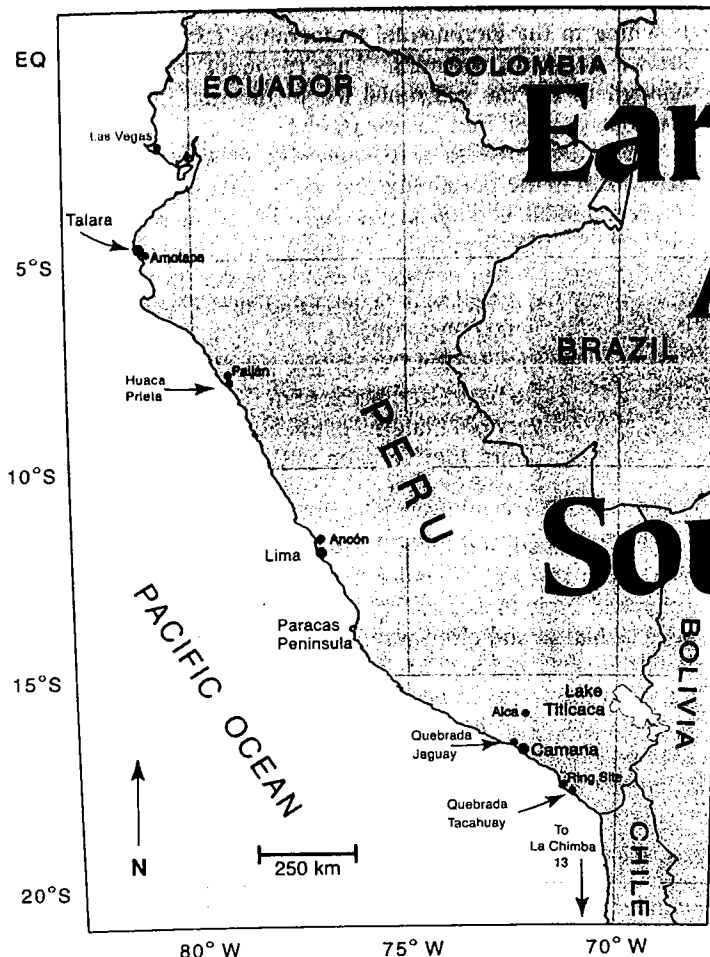 EQ
ECUADOR
COLOMBIA
Ear
Las Vegas
Talara
5°S
Amotape
BRAZIL
Paiján
Huaca
Prieta
PERU
10°S
Sou
Ancón
Lima
PACIFIC OCEAN
Paracas
Peninsula
BOLIVIA
15°S
Lake
Titicaca
Alca
Quebrada
Jaguay
Camana
Ring Site
Quebrada
Tacahuay
To
La Chimba
13
CHILE
N
250 km
20°S
80° W
75° W
70° W